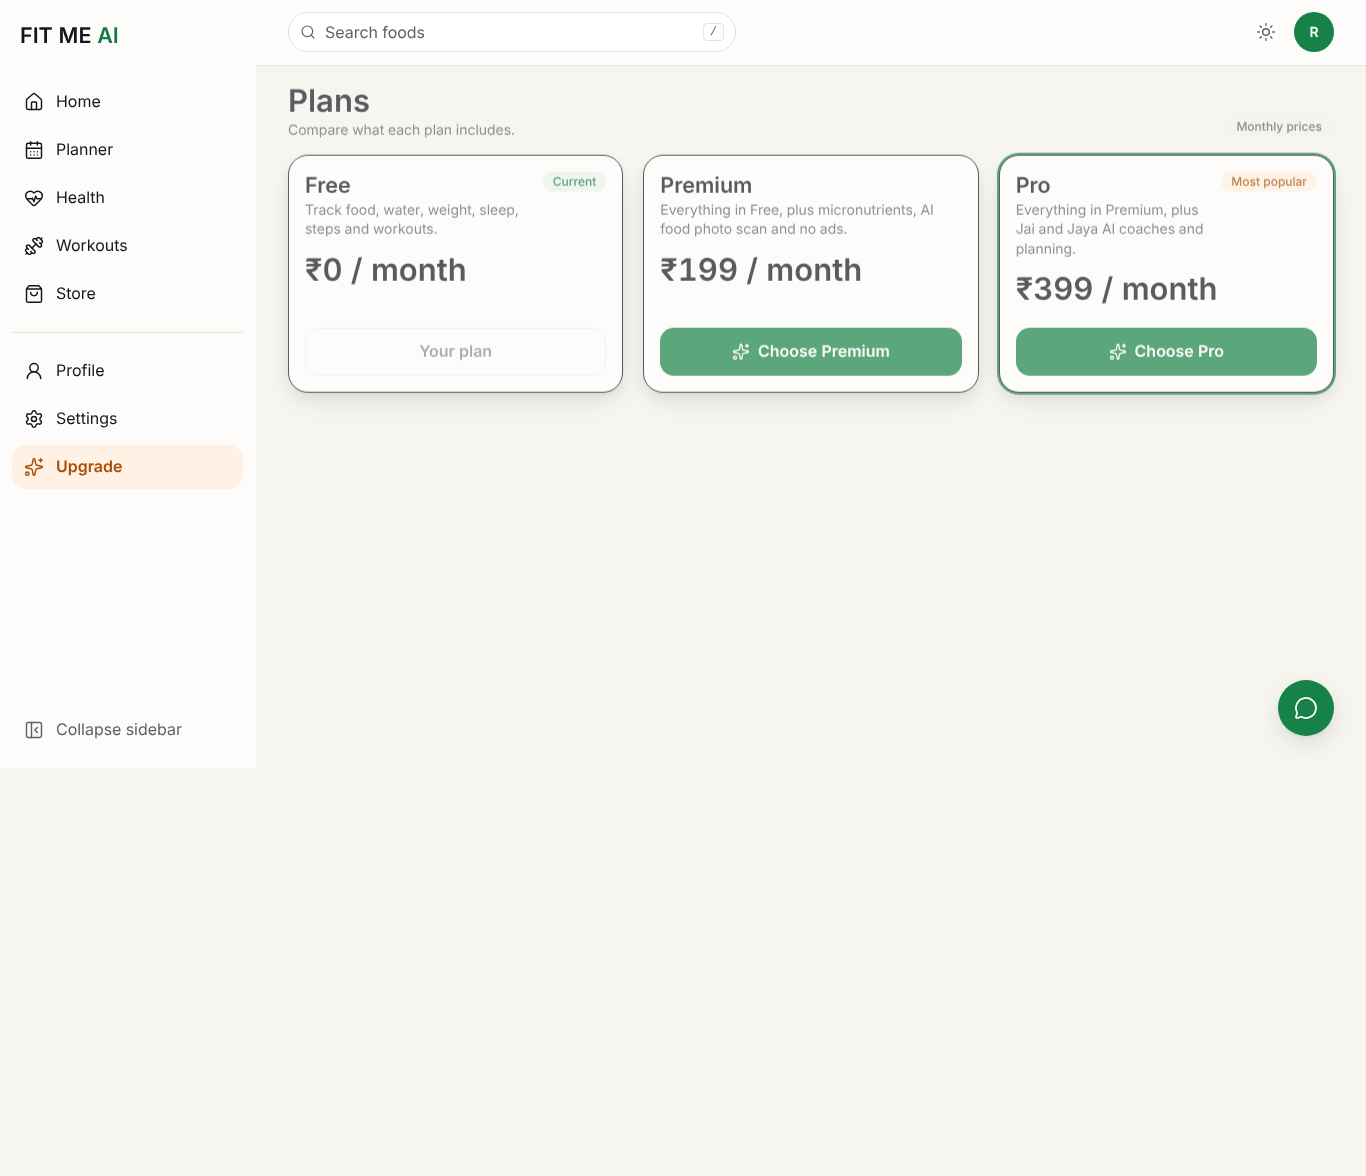 FIT ME AI
Search foods
/
R
Home
Planner
Health
Workouts
Store
Profile
Settings
Upgrade
Collapse sidebar
Plans
Compare what each plan includes.
Monthly prices
Free
Current
Track food, water, weight, sleep,
steps and workouts.
₹0 / month
Your plan
Premium
Everything in Free, plus micronutrients, AI
food photo scan and no ads.
₹199 / month
Choose Premium
Pro
Most popular
Everything in Premium, plus
Jai and Jaya AI coaches and
planning.
₹399 / month
Choose Pro